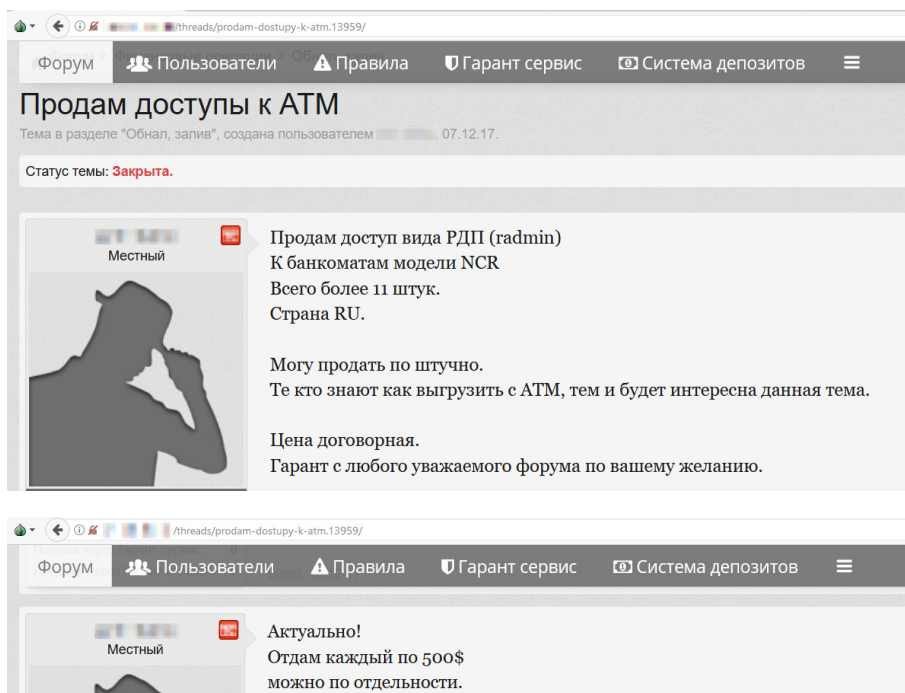 /threads/prodam-dostupy-k-atm.13959/
Форум Пользователи Правила Гарант сервис Система депозитов
Продам доступы к АТМ
Тема в разделе "Обнал, залив", создана пользователем , 07.12.17.
Статус темы: Закрыта.
Местный
Продам доступ вида РДП (radmin)
К банкоматам модели NCR
Всего более 11 штук.
Страна RU.
Могу продать по штучно.
Те кто знают как выгрузить с АТМ, тем и будет интересна данная тема.
Цена договорная.
Гарант с любого уважаемого форума по вашему желанию.
/threads/prodam-dostupy-k-atm.13959/
Форум Пользователи Правила Гарант сервис Система депозитов
Местный
Актуально!
Отдам каждый по 500$
можно по отдельности.